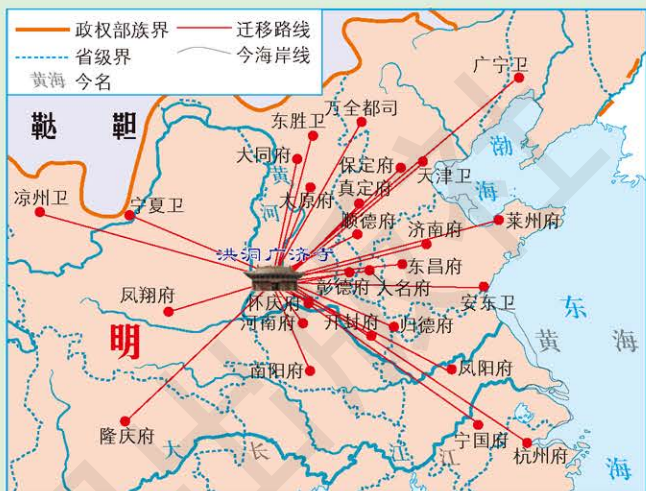 政权部族界
迁移路线
省级界
今海岸线
黄海 今名
鞑靼
广宁卫
万全都司
东胜卫
大同府
保定府
天津卫
渤海
黄河
太原府
真定府
凉州卫
宁夏卫
顺德府
济南府
莱州府
洪洞广济寺
东昌府
彰德府
大名府
安东卫
凤翔府
怀庆府
河南府
开封府
归德府
东海
黄海
明
南阳府
凤阳府
隆庆府
宁国府
杭州府
大江
长江